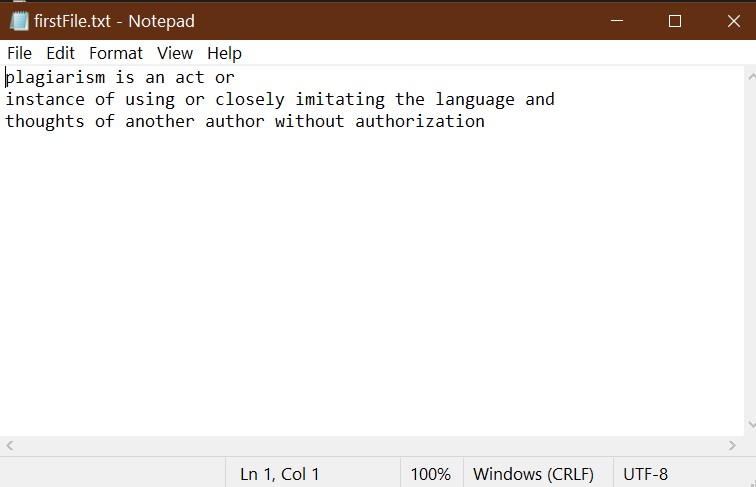 firstFile.txt - Notepad
File Edit Format View Help
plagiarism is an act or
instance of using or closely imitating the language and
thoughts of another author without authorization
Ln 1, Col 1 100% Windows (CRLF) UTF-8